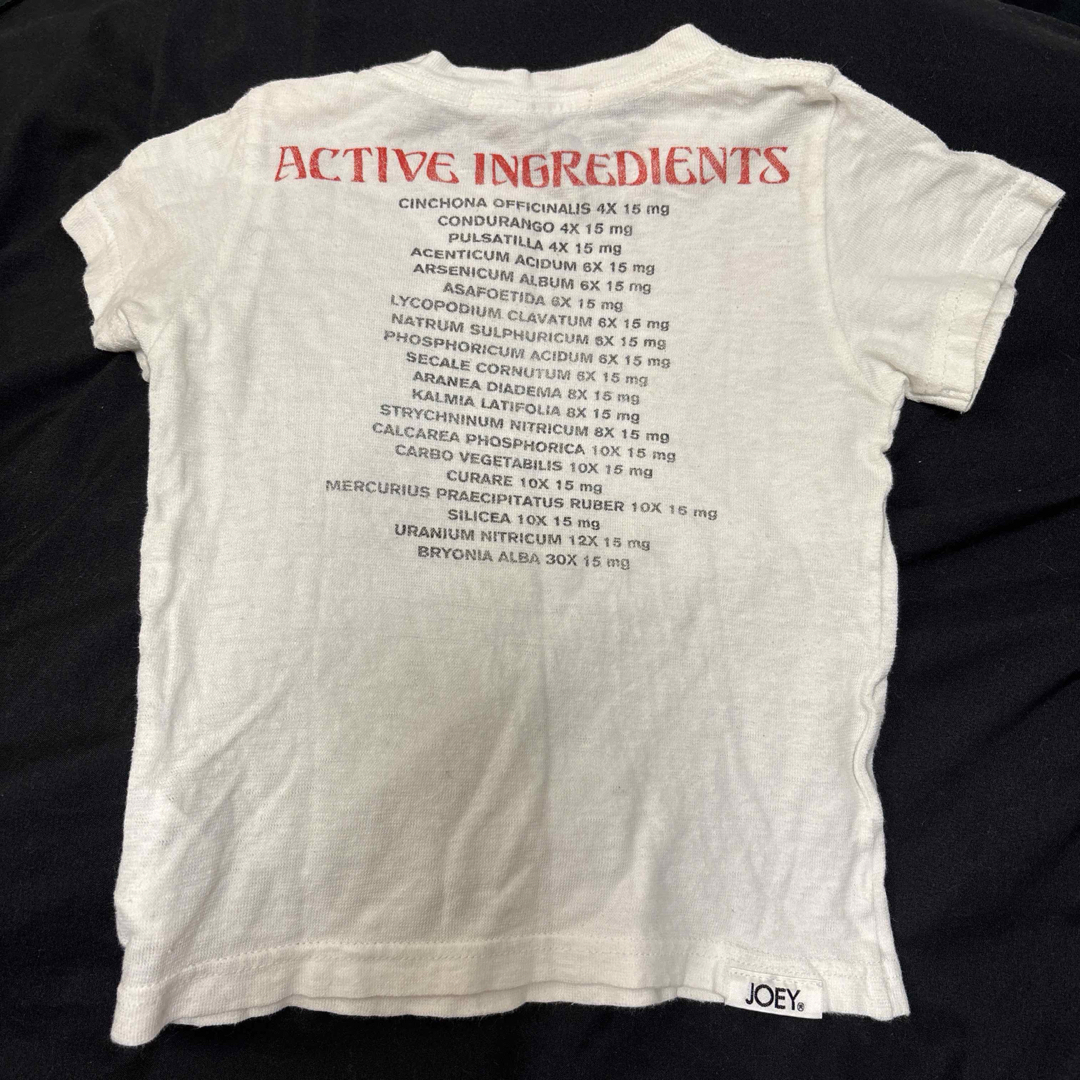 ACTIVE INGREDIENTS
CINCHONA OFFICINALIS 4X 15 mg
CONDURANGO 4X 15 mg
PULSATILLA 4X 15 mg
ACENTICUM ACIDUM 6X 15 mg
ARSENICUM ALBUM 6X 15 mg
ASAFOETIDA 6X 15 mg
LYCOPODIUM CLAVATUM 6X 15 mg
NATRUM SULPHURICUM 6X 15 mg
PHOSPHORICUM ACIDUM 6X 15 mg
SECALE CORNUTUM 6X 15 mg
ARANEA DIADEMA 8X 15 mg
KALMIA LATIFOLIA 8X 15 mg
STRYCHNINUM NITRICUM 8X 15 mg
CALCAREA PHOSPHORICA 10X 15 mg
CARBO VEGETABILIS 10X 15 mg
CURARE 10X 15 mg
MERCURIUS PRAECIPITATUS RUBER 10X 15 mg
SILICEA 10X 15 mg
URANIUM NITRICUM 12X 15 mg
BRYONIA ALBA 30X 15 mg
JOEY®